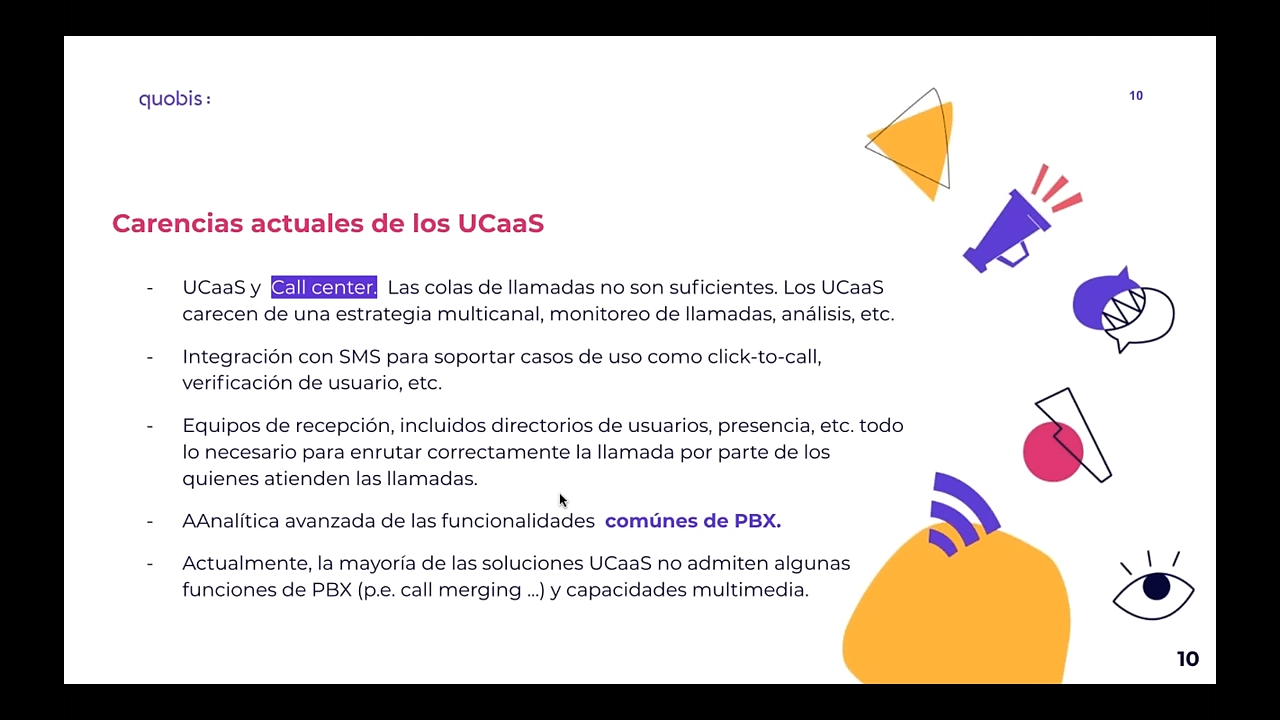 quobis:
10
Carencias actuales de los UCaaS
- UCaaS y Call center. Las colas de llamadas no son suficientes. Los UCaaS
carecen de una estrategia multicanal, monitoreo de llamadas, análisis, etc.
- Integración con SMS para soportar casos de uso como click-to-call,
verificación de usuario, etc.
- Equipos de recepción, incluidos directorios de usuarios, presencia, etc. todo
lo necesario para enrutar correctamente la llamada por parte de los
quienes atienden las llamadas.
- AAnalítica avanzada de las funcionalidades comúnes de PBX.
- Actualmente, la mayoría de las soluciones UCaaS no admiten algunas
funciones de PBX (p.e. call merging ...) y capacidades multimedia.
10